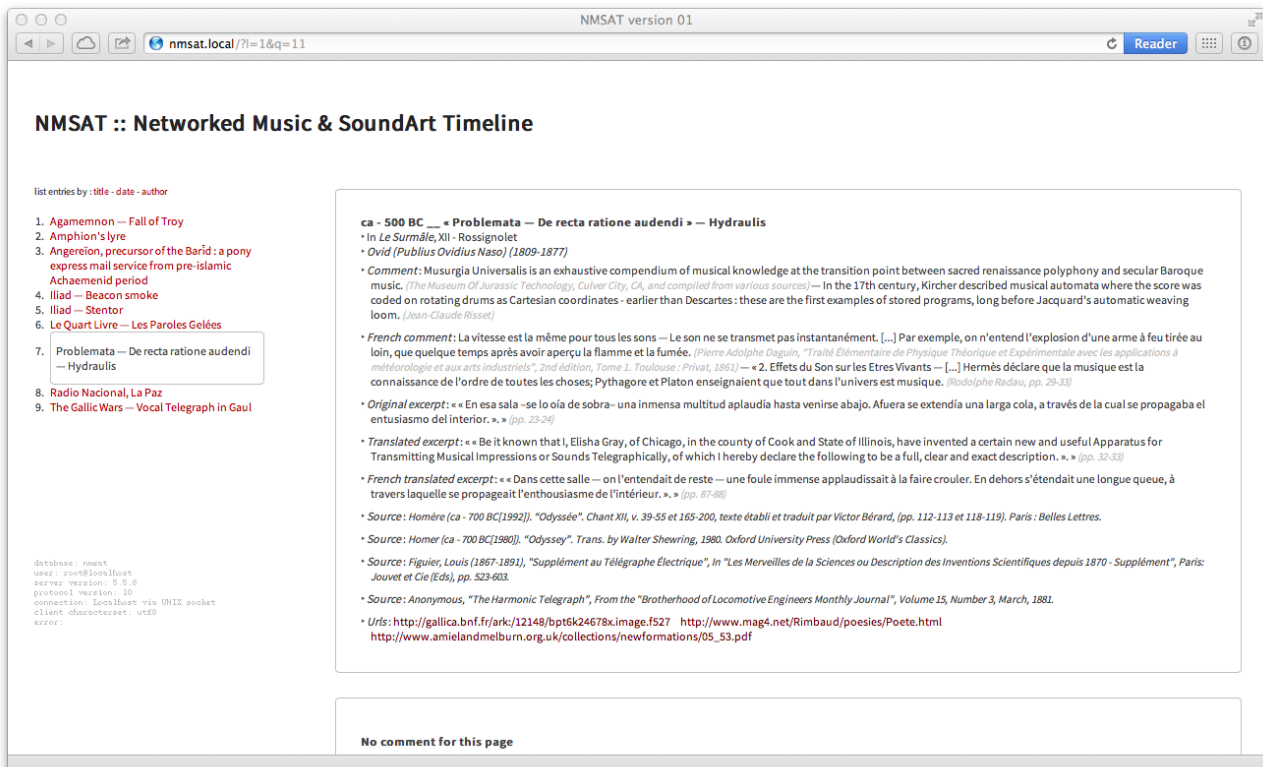 NMSAT version 01
nmsat.local/?l=1&q=11
Reader
NMSAT :: Networked Music & SoundArt Timeline
list entries by : title - date - author
1. Agamemnon — Fall of Troy
2. Amphion's lyre
3. Angereïon, precursor of the Barīd : a pony
express mail service from pre-islamic
Achaemenid period
4. Iliad — Beacon smoke
5. Iliad — Stentor
6. Le Quart Livre — Les Paroles Gelées
7. Problemata — De recta ratione audendi
— Hydraulis
8. Radio Nacional, La Paz
9. The Gallic Wars — Vocal Telegraph in Gaul
database: nmsat
user: root@localhost
server version: 5.5.8
protocol version: 10
connection: Localhost via UNIX socket
client characterset: utf8
error:
ca - 500 BC __ « Problemata — De recta ratione audendi » — Hydraulis
‣ In Le Surmâle, XII - Rossignolet
‣ Ovid (Publius Ovidius Naso) (1809-1877)
‣ Comment : Musurgia Universalis is an exhaustive compendium of musical knowledge at the transition point between sacred renaissance polyphony and secular Baroque
music. (The Museum Of Jurassic Technology, Culver City, CA, and compiled from various sources) — In the 17th century, Kircher described musical automata where the score was
coded on rotating drums as Cartesian coordinates - earlier than Descartes : these are the first examples of stored programs, long before Jacquard's automatic weaving
loom. (Jean-Claude Risset)
‣ French comment : La vitesse est la même pour tous les sons — Le son ne se transmet pas instantanément. [...] Par exemple, on n'entend l'explosion d'une arme à feu tirée au
loin, que quelque temps après avoir aperçu la flamme et la fumée. (Pierre Adolphe Daguin, "Traité Élémentaire de Physique Théorique et Expérimentale avec les applications à
météorologie et aux arts industriels", 2nd édition, Tome 1. Toulouse : Privat, 1861) — « 2. Effets du Son sur les Etres Vivants — [...] Hermès déclare que la musique est la
connaissance de l'ordre de toutes les choses; Pythagore et Platon enseignaient que tout dans l'univers est musique. (Rodolphe Radau, pp. 29-33)
‣ Original excerpt : « « En esa sala –se lo oía de sobra– una inmensa multitud aplaudía hasta venirse abajo. Afuera se extendía una larga cola, a través de la cual se propagaba el
entusiasmo del interior. ». » (pp. 23-24)
‣ Translated excerpt : « « Be it known that I, Elisha Gray, of Chicago, in the county of Cook and State of Illinois, have invented a certain new and useful Apparatus for
Transmitting Musical Impressions or Sounds Telegraphically, of which I hereby declare the following to be a full, clear and exact description. ». » (pp. 32-33)
‣ French translated excerpt : « « Dans cette salle — on l'entendait de reste — une foule immense applaudissait à la faire crouler. En dehors s'étendait une longue queue, à
travers laquelle se propageait l'enthousiasme de l'intérieur. ». » (pp. 87-88)
‣ Source : Homère (ca - 700 BC[1992]). "Odyssée". Chant XII, v. 39-55 et 165-200, texte établi et traduit par Victor Bérard, (pp. 112-113 et 118-119). Paris : Belles Lettres.
‣ Source : Homer (ca - 700 BC[1980]). "Odyssey". Trans. by Walter Shewring, 1980. Oxford University Press (Oxford World's Classics).
‣ Source : Figuier, Louis (1867-1891), "Supplément au Télégraphe Électrique", In "Les Merveilles de la Sciences ou Description des Inventions Scientifiques depuis 1870 - Supplément", Paris:
Jouvet et Cie (Eds), pp. 523-603.
‣ Source : Anonymous, "The Harmonic Telegraph", From the "Brotherhood of Locomotive Engineers Monthly Journal", Volume 15, Number 3, March, 1881.
‣ Urls : http://gallica.bnf.fr/ark:/12148/bpt6k24678x.image.f527 http://www.mag4.net/Rimbaud/poesies/Poete.html
http://www.amielandmelburn.org.uk/collections/newformations/05_53.pdf
No comment for this page